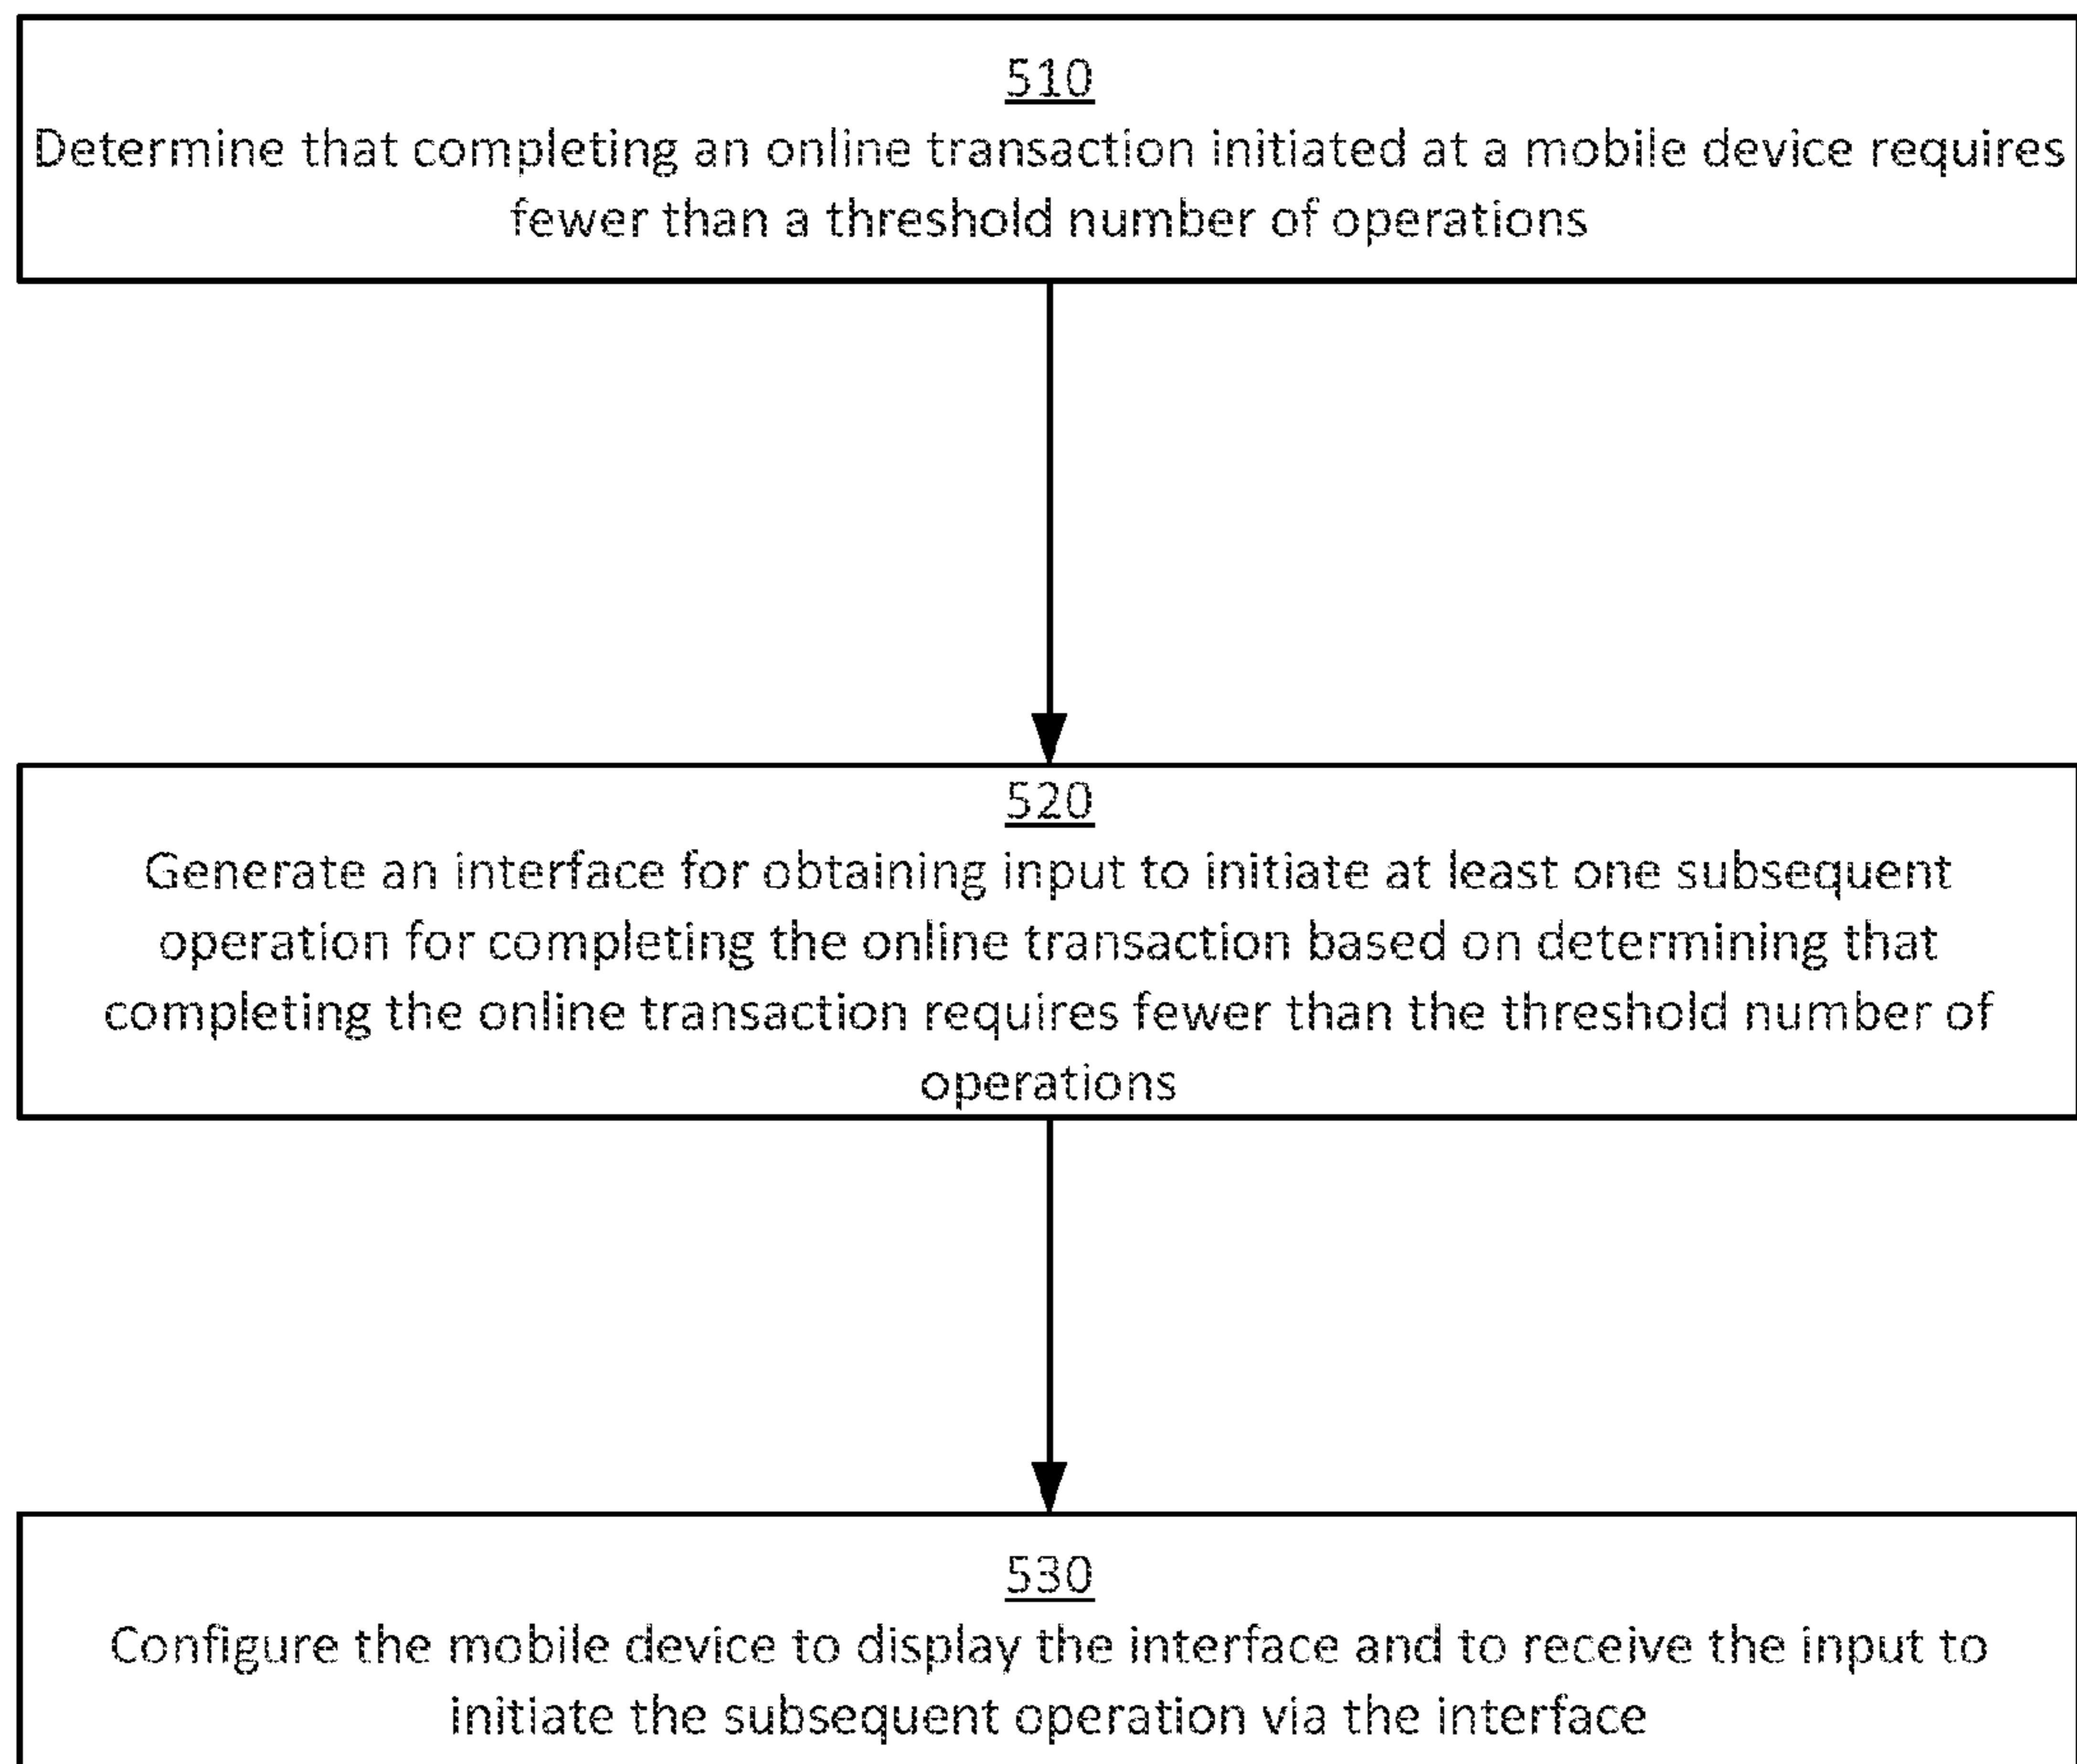 510
Determine that completing an online transaction initiated at a mobile device requires
fewer than a threshold number of operations
520
Generate an interface for obtaining input to initiate at least one subsequent
operation for completing the online transaction based on determining that
completing the online transaction requires fewer than the threshold number of
operations
530
Configure the mobile device to display the interface and to receive the input to
initiate the subsequent operation via the interface